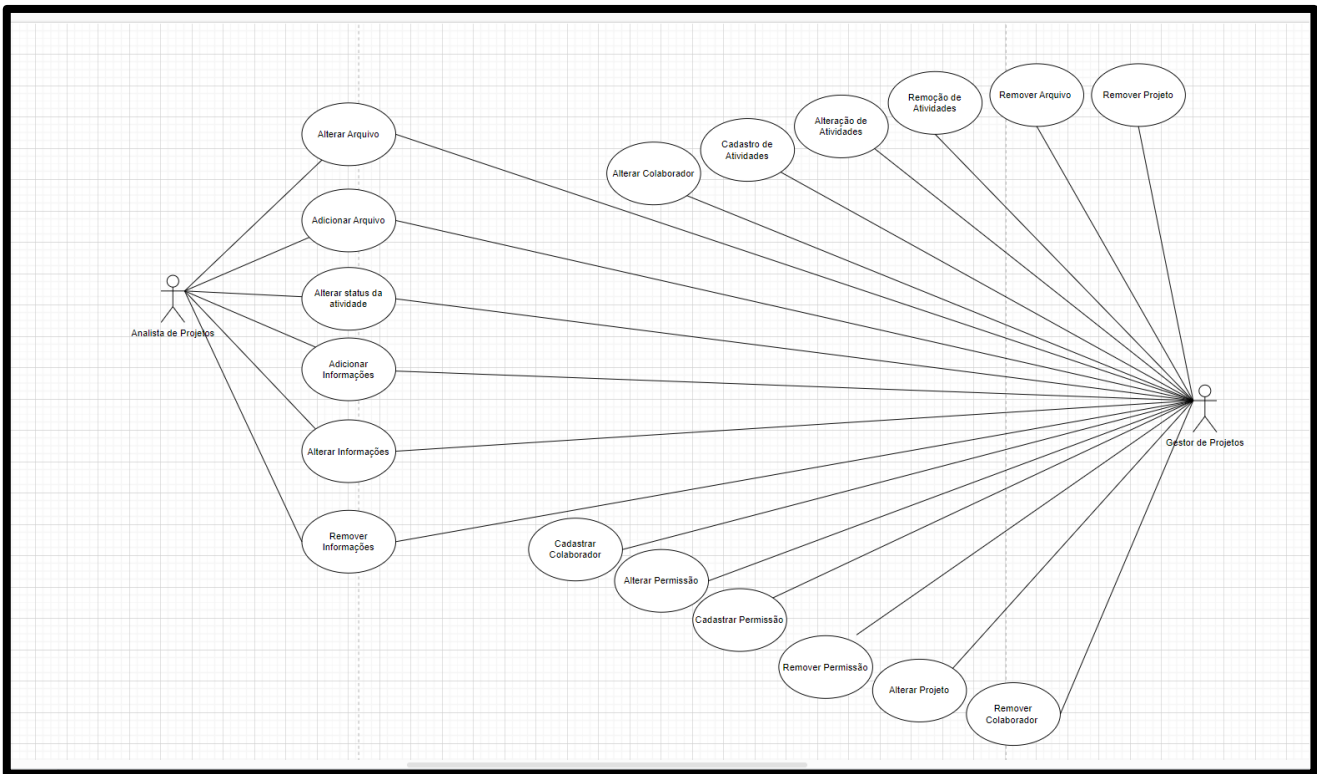 Alterar Arquivo
Adicionar Arquivo
Alterar status da
atividade
Analista de Projetos
Adicionar
Informações
Alterar Informações
Remover
Informações
Alterar Colaborador
Cadastro de
Atividades
Alteração de
Atividades
Remoção de
Atividades
Remover Arquivo
Remover Projeto
Gestor de Projetos
Cadastrar
Colaborador
Alterar Permissão
Cadastrar Permissão
Remover Permissão
Alterar Projeto
Remover
Colaborador